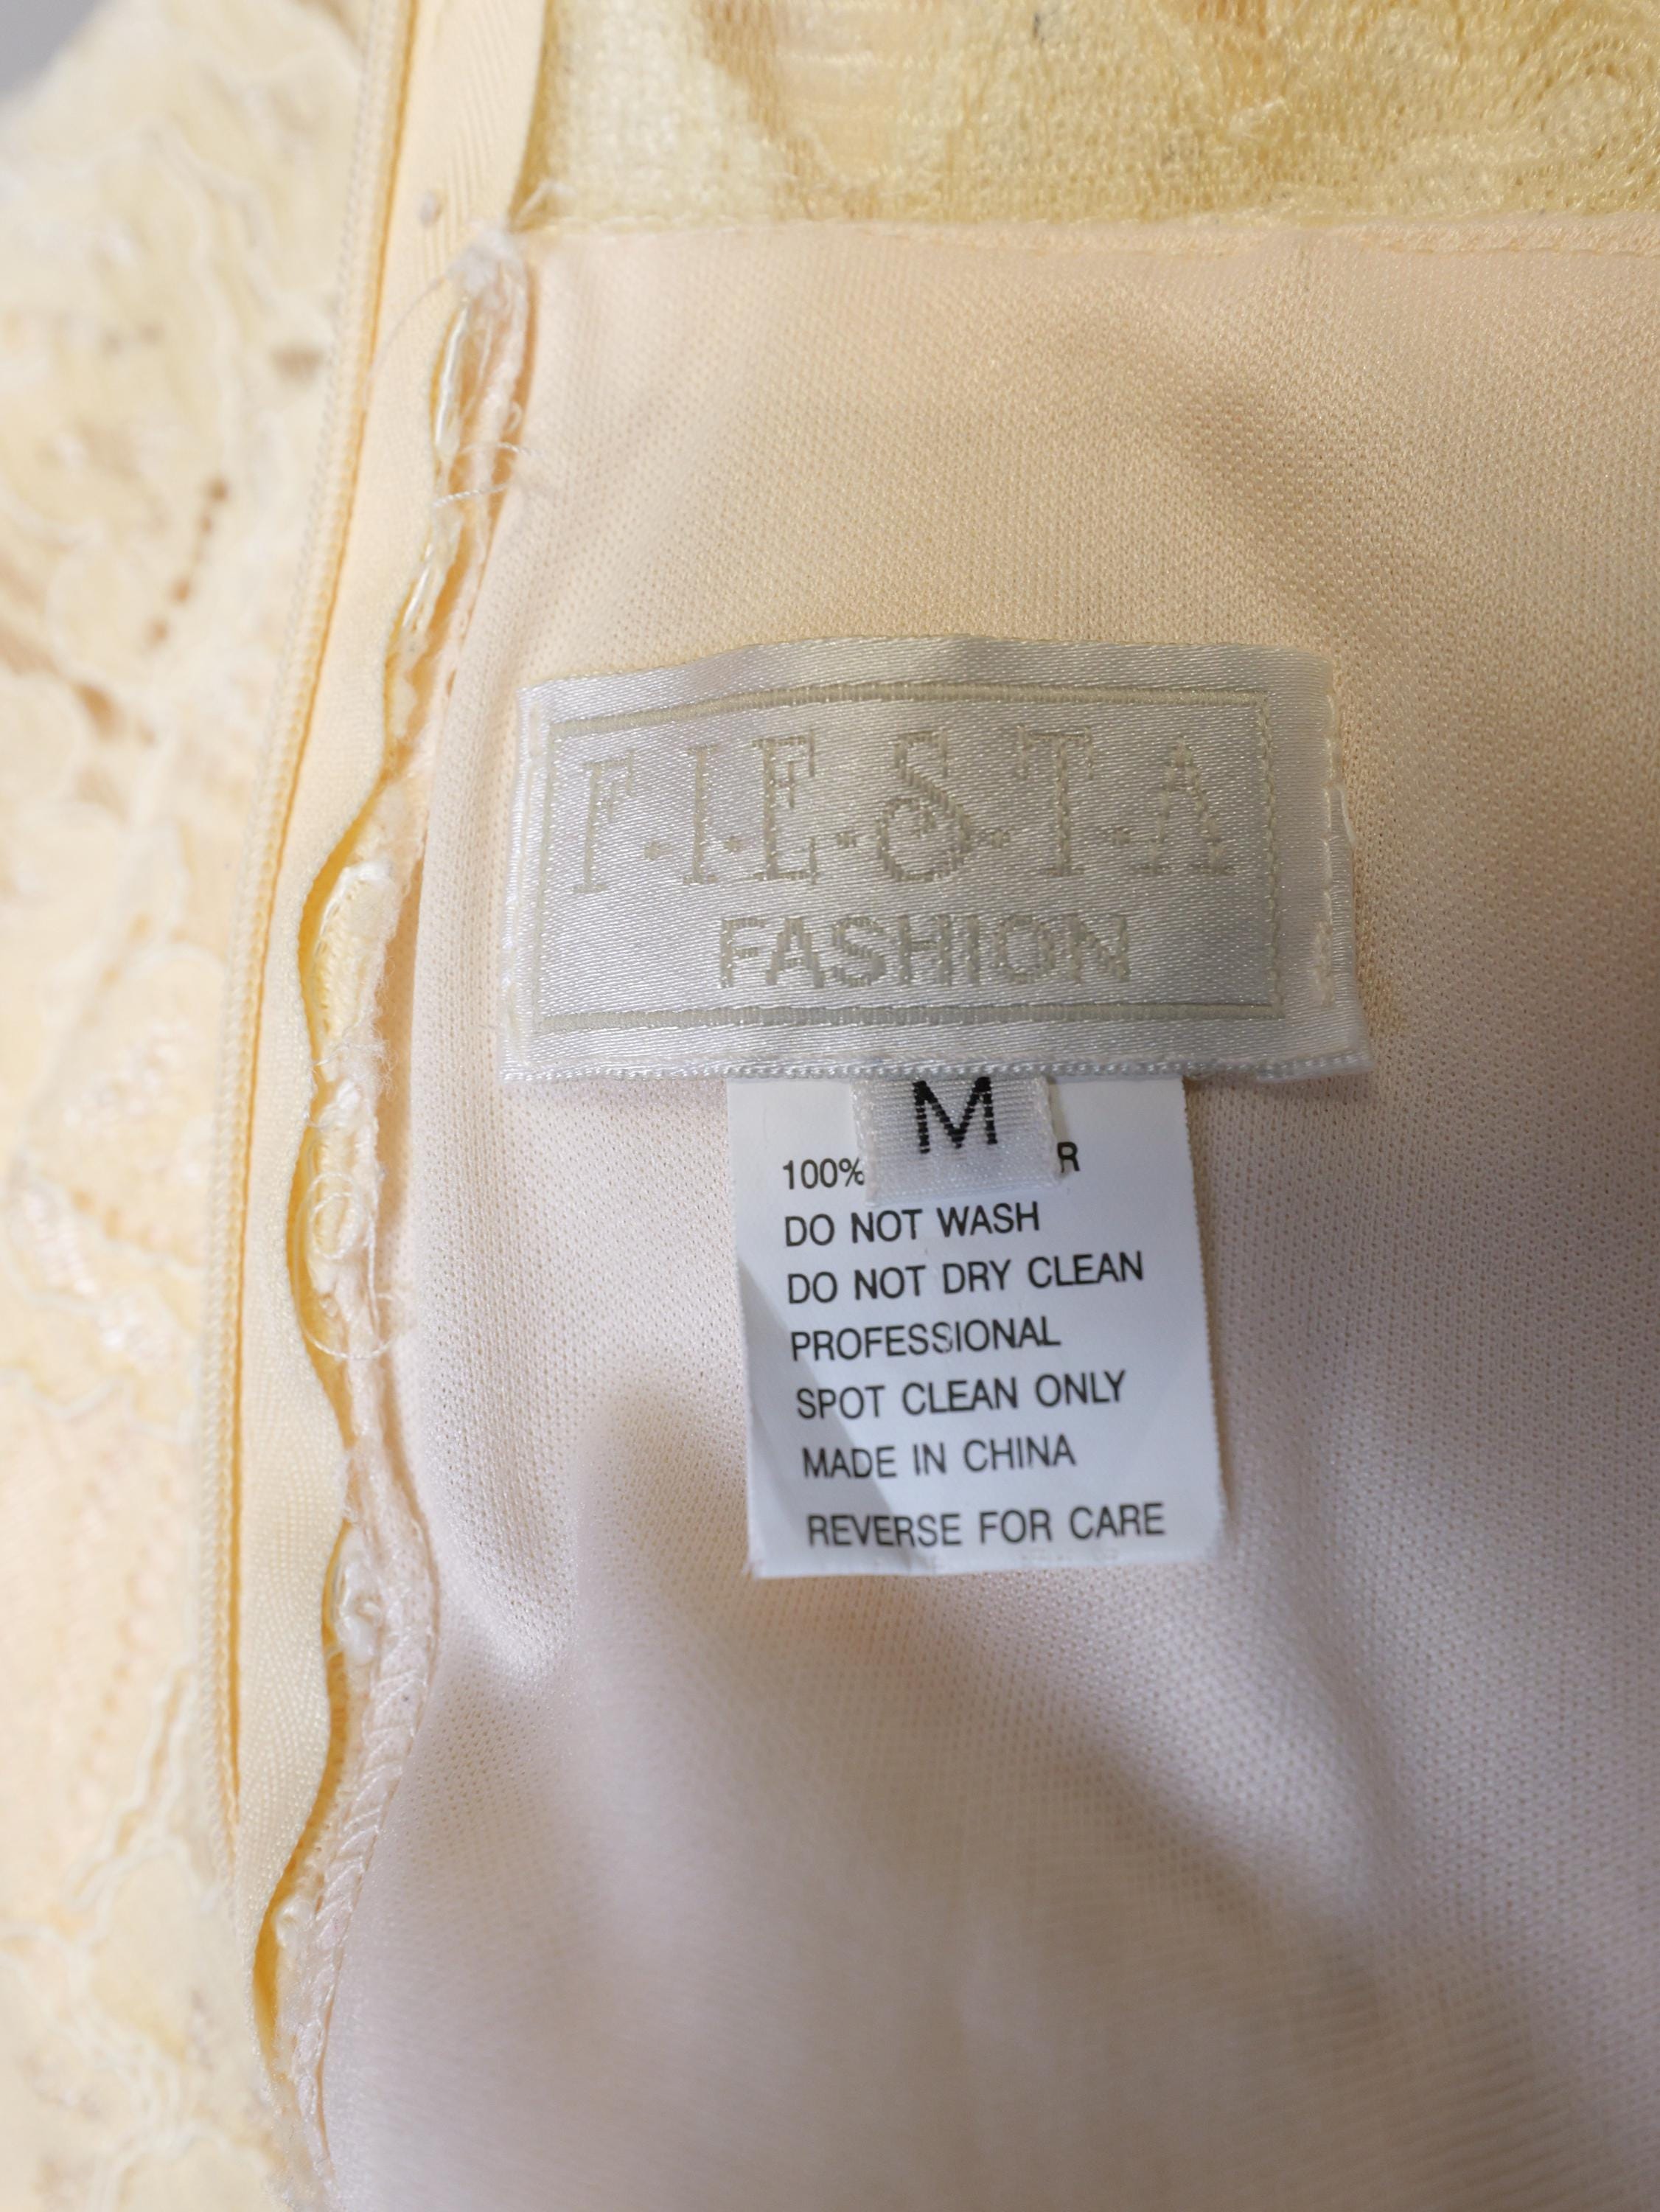 F.I.E.S.T.A
FASHION
M
100% R
DO NOT WASH
DO NOT DRY CLEAN
PROFESSIONAL
SPOT CLEAN ONLY
MADE IN CHINA
REVERSE FOR CARE